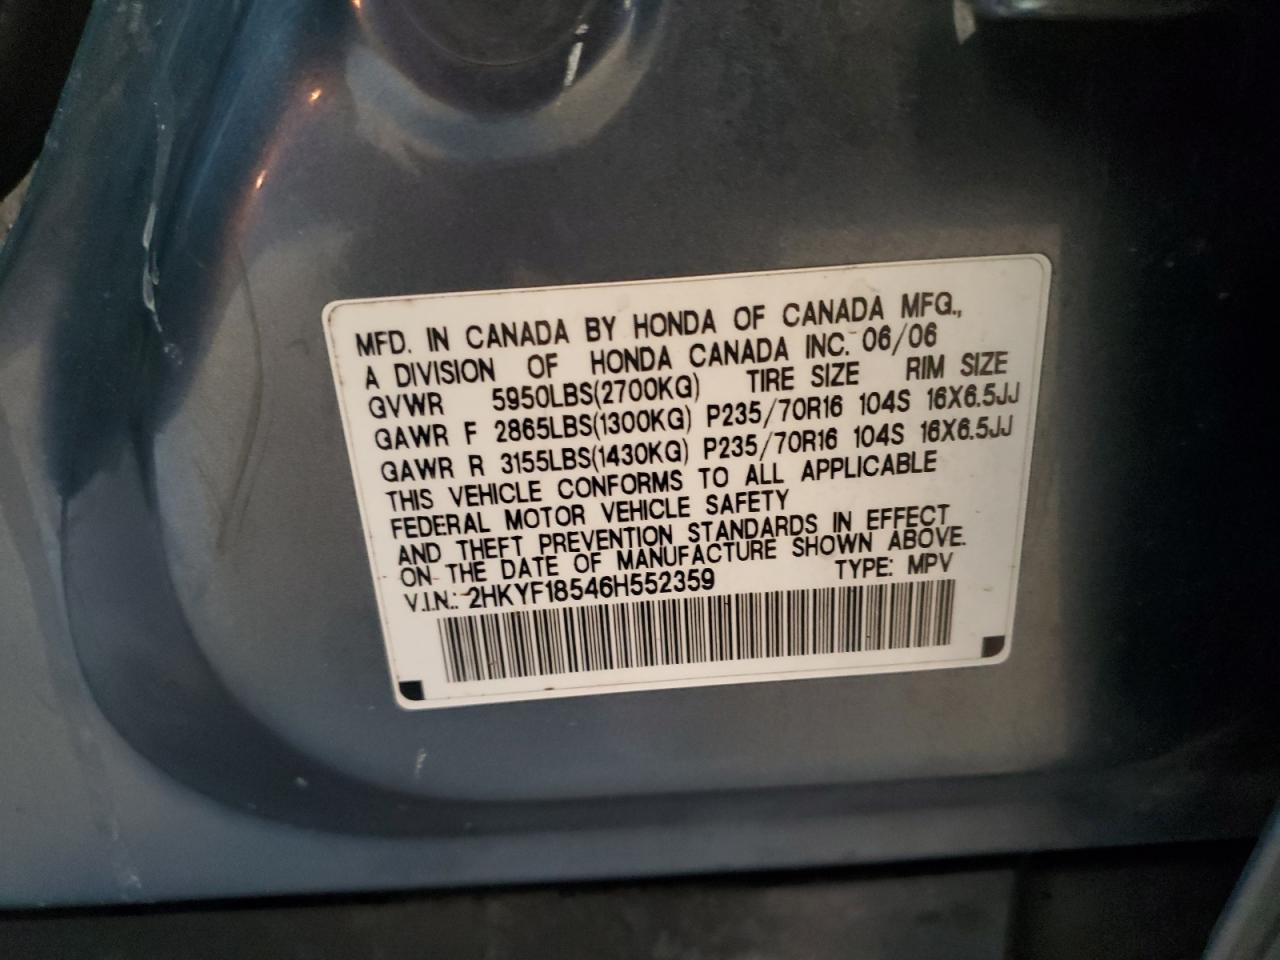 MFD. IN CANADA BY HONDA OF CANADA MFG.,
A DIVISION OF HONDA CANADA INC. 06/06
GVWR 5950LBS(2700KG) TIRE SIZE RIM SIZE
GAWR F 2865LBS(1300KG) P235/70R16 104S 16X6.5JJ
GAWR R 3155LBS(1430KG) P235/70R16 104S 16X6.5JJ
THIS VEHICLE CONFORMS TO ALL APPLICABLE
FEDERAL MOTOR VEHICLE SAFETY
AND THEFT PREVENTION STANDARDS IN EFFECT
ON THE DATE OF MANUFACTURE SHOWN ABOVE.
V.I.N.: 2HKYF18546H552359 TYPE: MPV